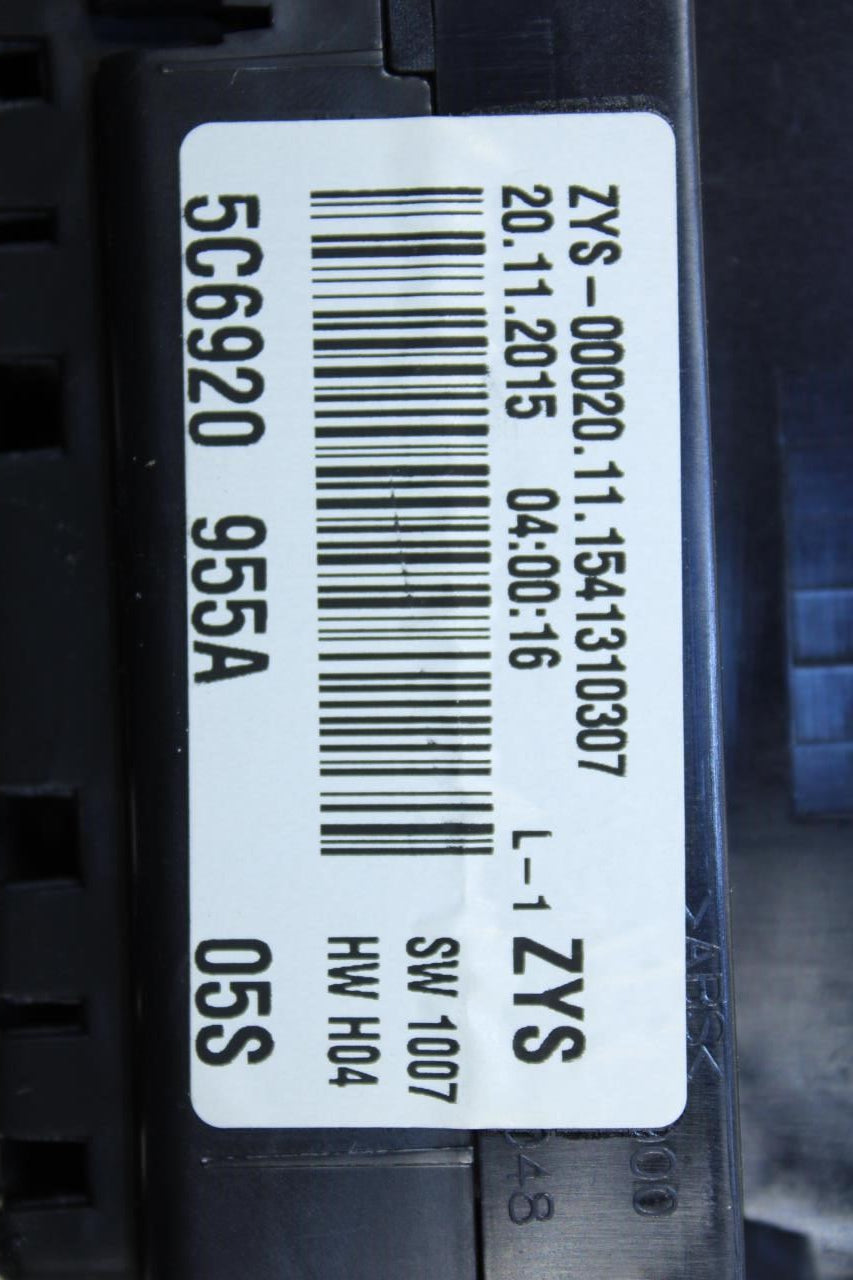 ZYS-00020.11.1541310307
20.11.2015 04:00:16 L-1 ZYS
SW 1007
HW H04
5C6920 955A 05S
>ABS<